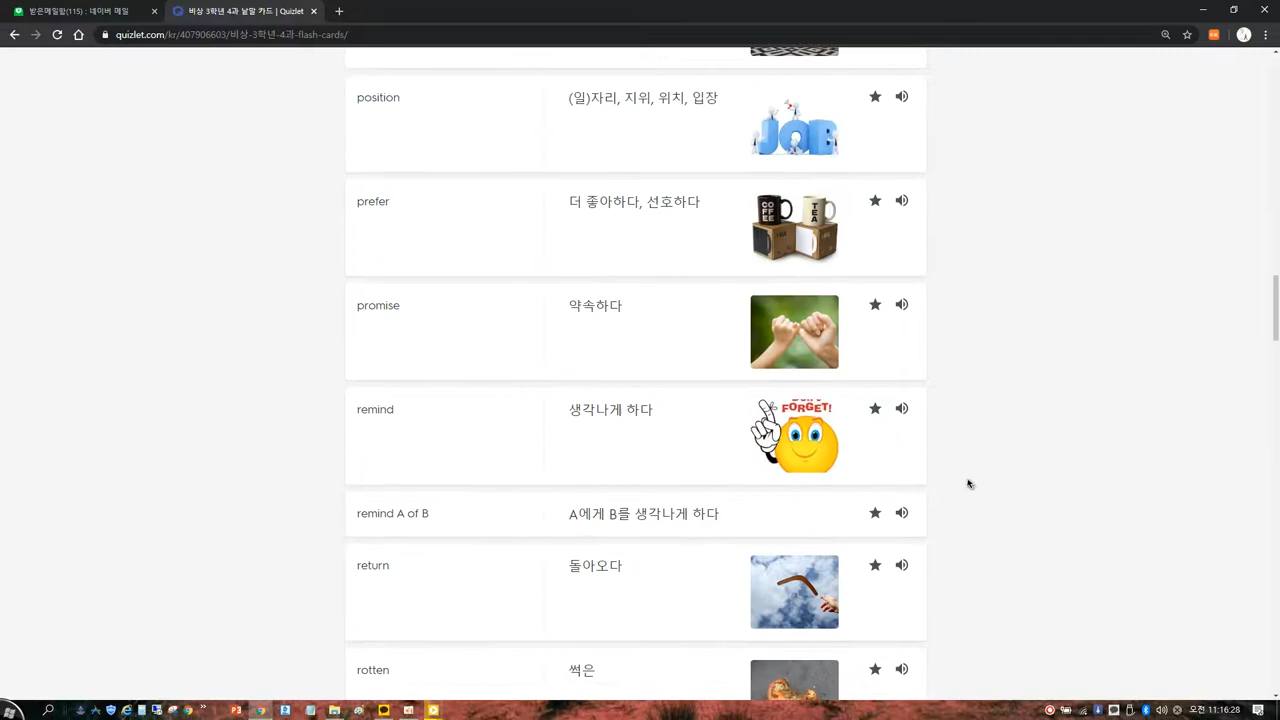 받은메일함(115) : 네이버 메일
비상 3학년 4과 낱말 카드 | Quizlet
quizlet.com/kr/407906603/비상-3학년-4과-flash-cards/
position
(일)자리, 지위, 위치, 입장
JOB
prefer
더 좋아하다, 선호하다
COFFEE
TEA
promise
약속하다
remind
생각나게 하다
FORGET!
remind A of B
A에게 B를 생각나게 하다
return
돌아오다
rotten
썩은
오전 11:16:28